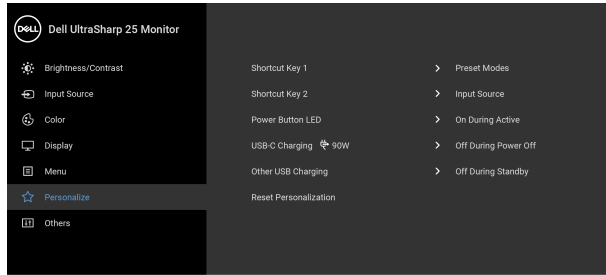 DELL Dell UltraSharp 25 Monitor
Brightness/Contrast
Input Source
Color
Display
Menu
Personalize
Others
Shortcut Key 1 > Preset Modes
Shortcut Key 2 > Input Source
Power Button LED > On During Active
USB-C Charging 90W > Off During Power Off
Other USB Charging > Off During Standby
Reset Personalization